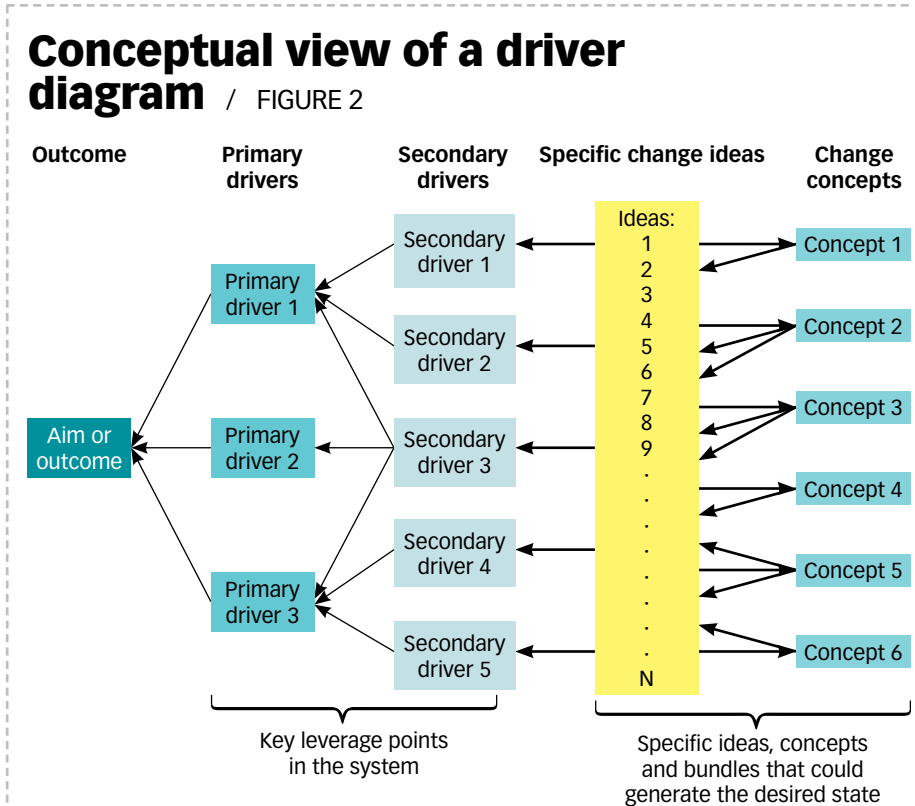 Conceptual view of a driver
diagram / FIGURE 2
Outcome
Primary
drivers
Secondary
drivers
Specific change ideas
Change
concepts
Aim or
outcome
Primary
driver 1
Primary
driver 2
Primary
driver 3
Secondary
driver 1
Secondary
driver 2
Secondary
driver 3
Secondary
driver 4
Secondary
driver 5
Ideas:
1
2
3
4
5
6
7
8
9
.
.
.
.
.
.
.
.
N
Concept 1
Concept 2
Concept 3
Concept 4
Concept 5
Concept 6
Key leverage points
in the system
Specific ideas, concepts
and bundles that could
generate the desired state